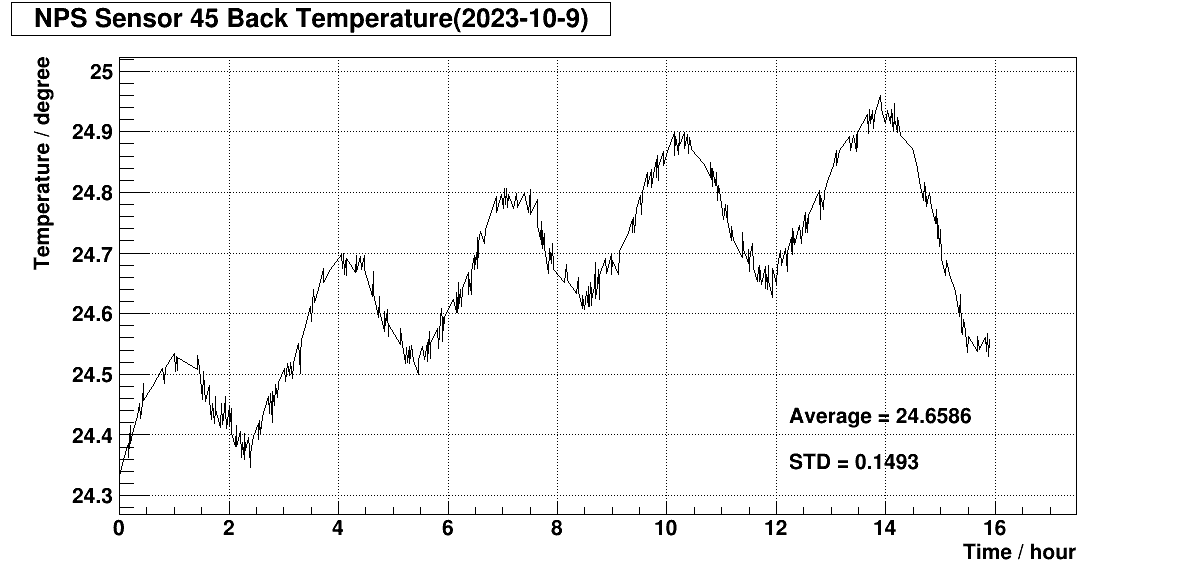 NPS Sensor 45 Back Temperature(2023-10-9)
Temperature / degree
25
24.9
24.8
24.7
24.6
24.5
24.4
24.3
Average = 24.6586
STD = 0.1493
0 2 4 6 8 10 12 14 16
Time / hour